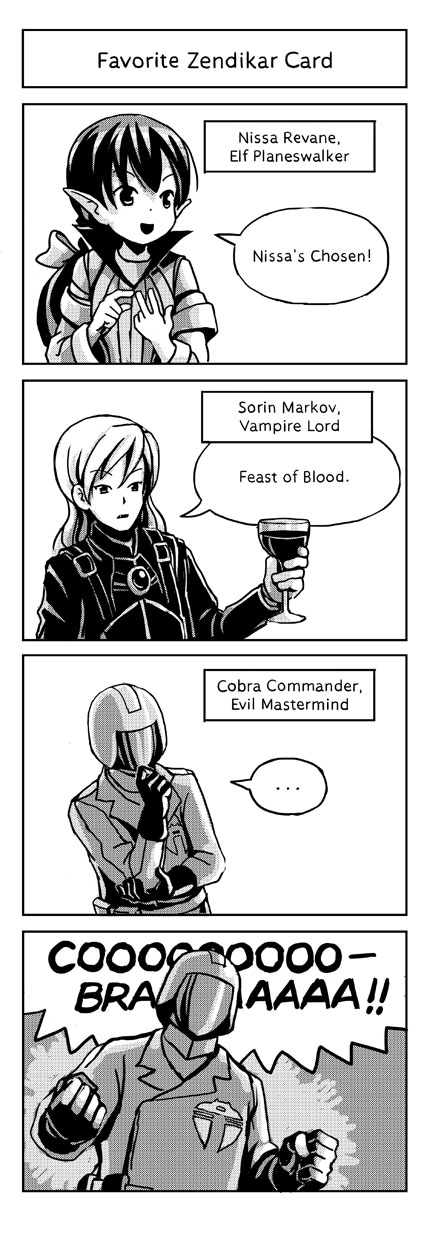 Favorite Zendikar Card
Nissa Revane,
Elf Planeswalker
Nissa's Chosen!
Sorin Markov,
Vampire Lord
Feast of Blood.
Cobra Commander,
Evil Mastermind
...
COOOOOOOOO—
BRAAAAAA!!